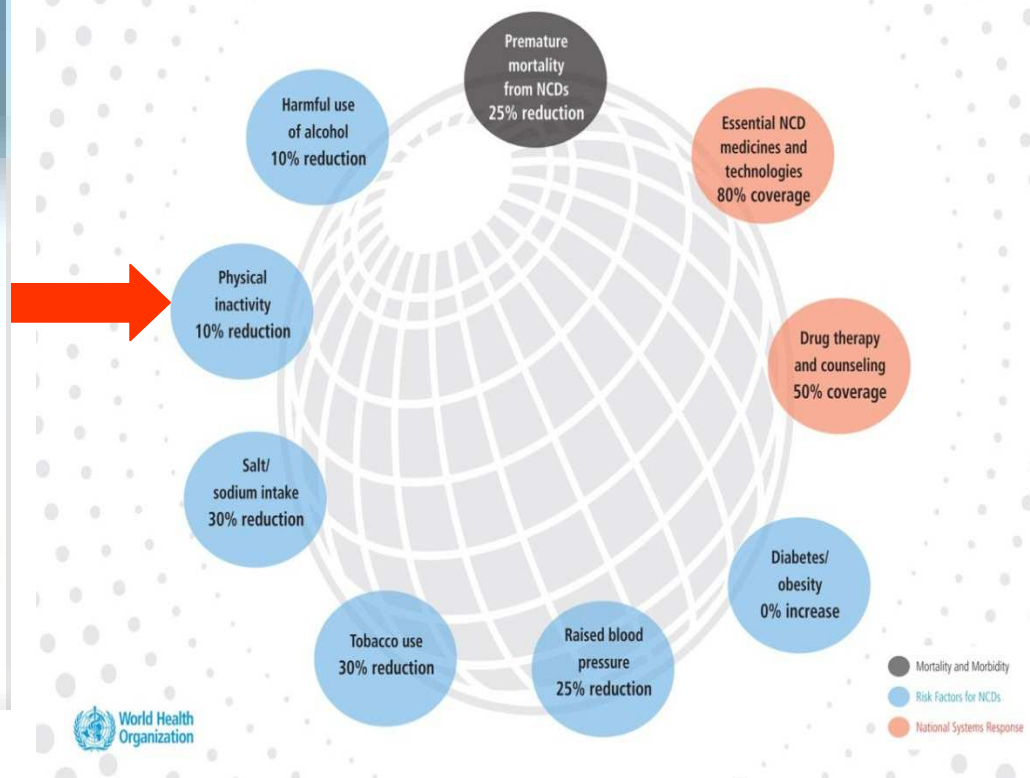 Premature
mortality
from NCDs
25% reduction
Harmful use
of alcohol
10% reduction
Essential NCD
medicines and
technologies
80% coverage
Physical
inactivity
10% reduction
Drug therapy
and counseling
50% coverage
Salt/
sodium intake
30% reduction
Diabetes/
obesity
0% increase
Tobacco use
30% reduction
Raised blood
pressure
25% reduction
Mortality and Morbidity
Risk Factors for NCDs
National Systems Response
World Health
Organization